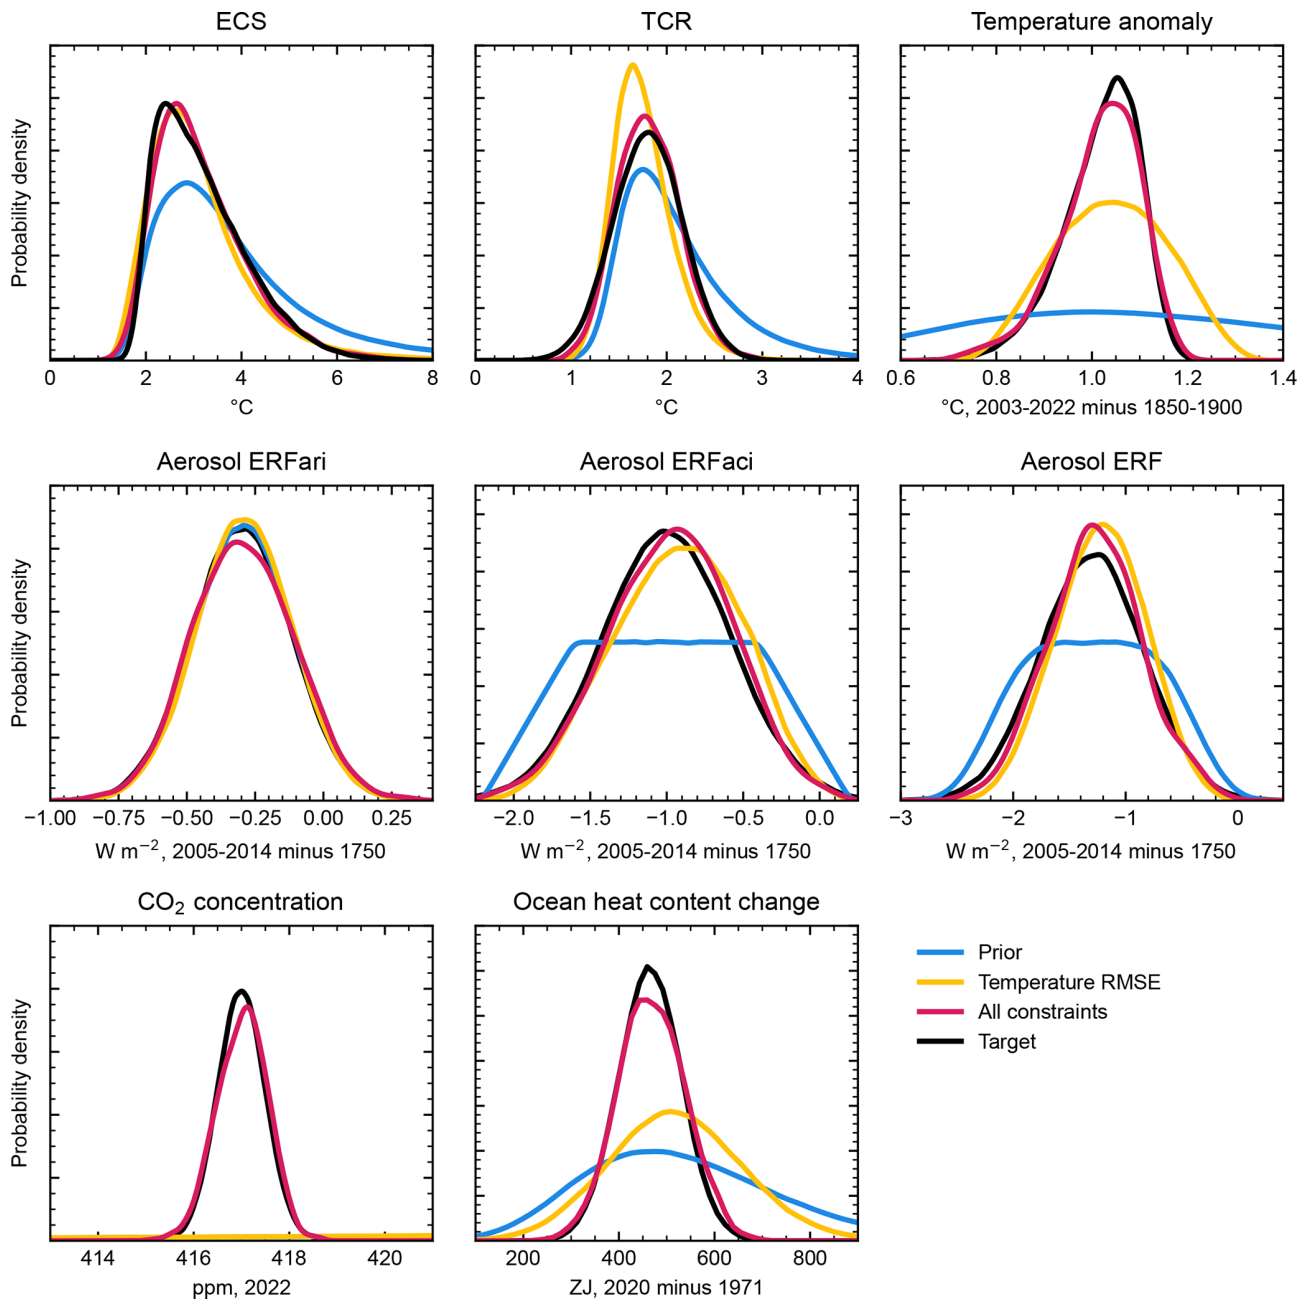 ECS
TCR
Temperature anomaly
Probability density
0 2 4 6 8
0 1 2 3 4
0.6 0.8 1.0 1.2 1.4
°C
°C
°C, 2003-2022 minus 1850-1900
Aerosol ERFari
Aerosol ERFaci
Aerosol ERF
Probability density
−1.00 −0.75 −0.50 −0.25 0.00 0.25
−2.0 −1.5 −1.0 −0.5 0.0
−3 −2 −1 0
W m⁻², 2005-2014 minus 1750
W m⁻², 2005-2014 minus 1750
W m⁻², 2005-2014 minus 1750
CO₂ concentration
Ocean heat content change
Probability density
414 416 418 420
200 400 600 800
ppm, 2022
ZJ, 2020 minus 1971
Prior
Temperature RMSE
All constraints
Target